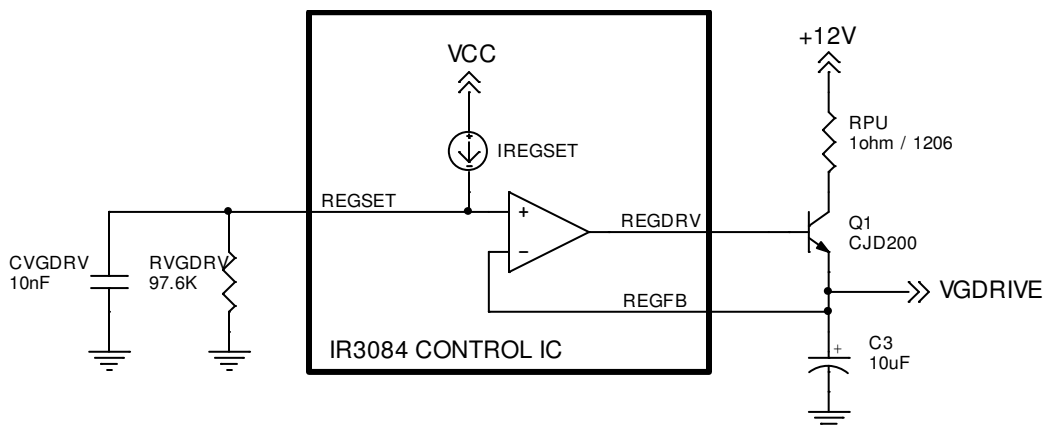 VCC
+12V
RPU
1ohm / 1206
+
-
IREGSET
REGSET
+
-
REGDRV
Q1
CJD200
CVGDRV
10nF
RVGDRV
97.6K
VGDRIVE
REGFB
IR3084 CONTROL IC
+
C3
10uF